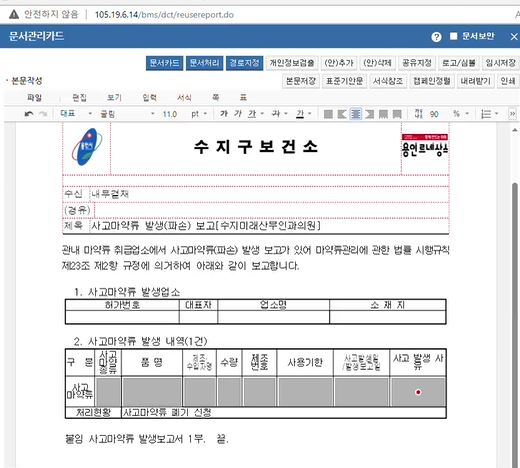 안전하지 않음 105.19.6.14/bms/dct/reusereport.do
문서관리카드 문서보안
문서카드 문서처리 경로지정 개인정보검출 (안)추가 (안)삭제 공유지정 로고/심볼 임시저장
본문작성 본문저장 표준기안문 서식참조 캠페인정렬 내려받기 인쇄
파일 편집 보기 입력 서식 쪽 표
대표 굴림 11.0 pt 가 가 가 가 90 %
수지구보건소
용인르네상스
수신 내부결재
(경유)
제목 사고마약류 발생(파손) 보고[수지미래산부인과의원]
관내 마약류 취급업소에서 사고마약류(파손) 발생 보고가 있어 마약류관리에 관한 법률 시행규칙
제23조 제2항 규정에 의거하여 아래와 같이 보고합니다.
1. 사고마약류 발생업소
허가번호 대표자 업소명 소 재 지
2. 사고마약류 발생 내역(1건)
구 분 사고마약종류 품 명 제조수입자명 수량 제조번호 사용기한 사고발생일/발생보고일 사고 발생 사유
사고
마약류
처리현황 사고마약류 폐기 신청
붙임 사고마약류 발생보고서 1부. 끝.